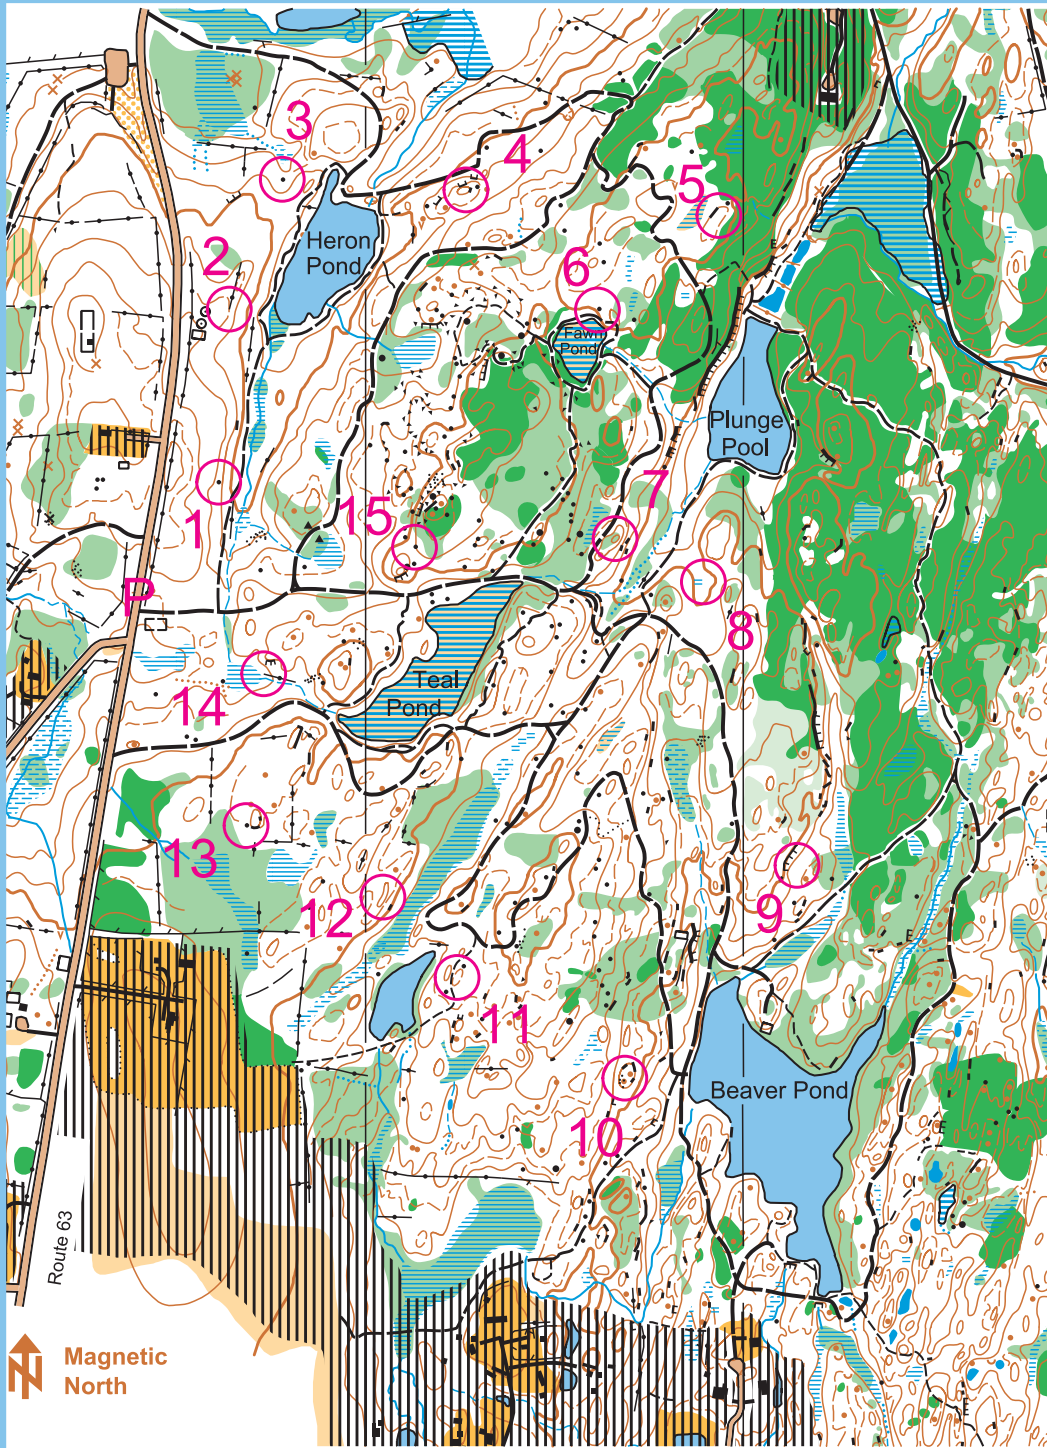 3
4
5
2
Heron
Pond
6
Fawn
Pond
Plunge
Pool
7
15
1
P
8
14
Teal
Pond
13
12
9
11
Beaver Pond
10
Route 63
N
Magnetic
North